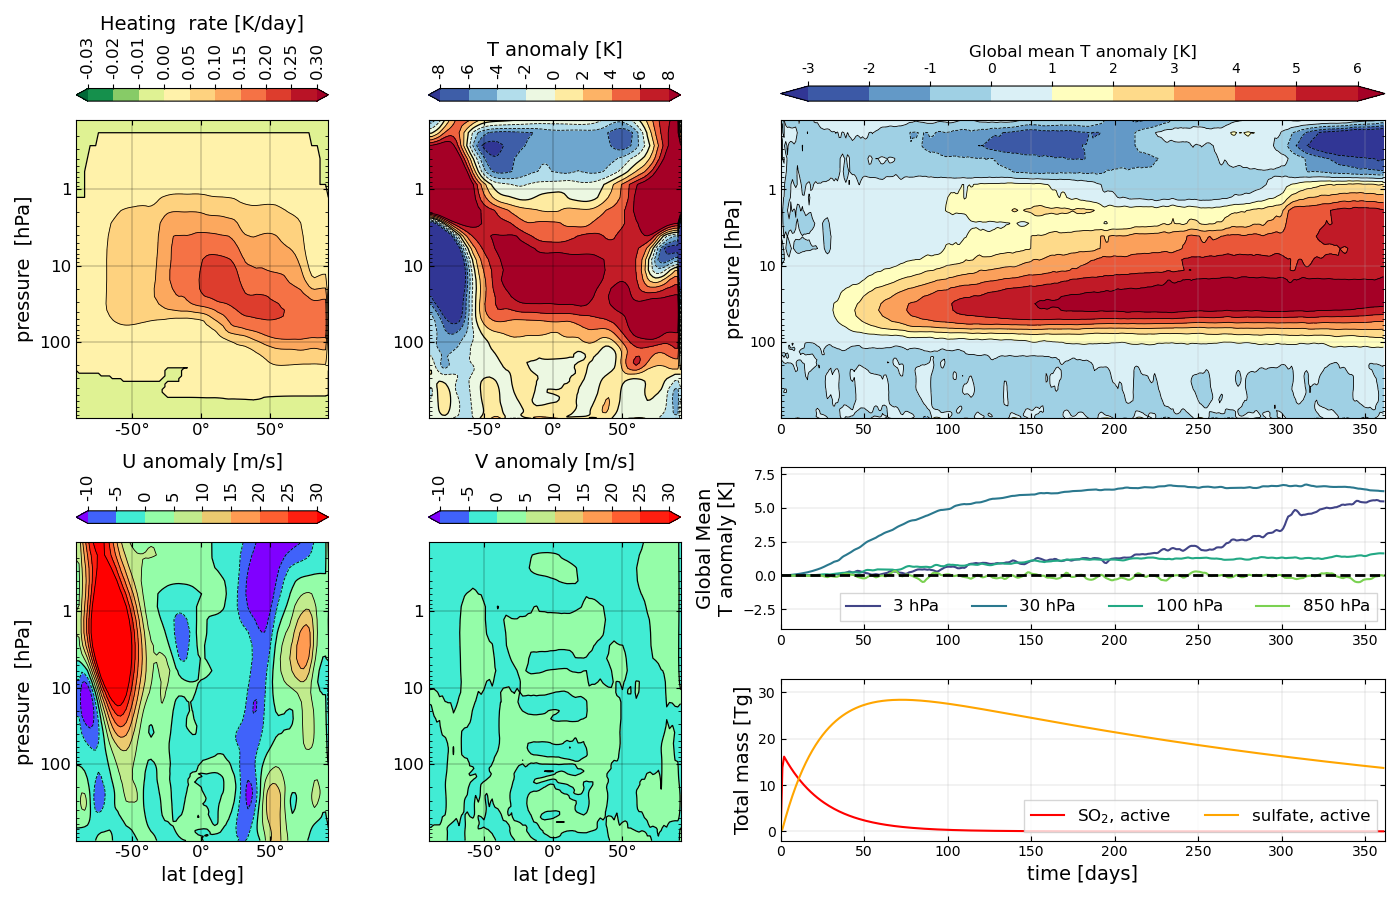 Heating rate [K/day]
-0.03 -0.02 -0.01 0.00 0.05 0.10 0.15 0.20 0.25 0.30
pressure [hPa]
1
10
100
-50° 0° 50°
T anomaly [K]
-8 -6 -4 -2 0 2 4 6 8
1
10
100
-50° 0° 50°
Global mean T anomaly [K]
-3 -2 -1 0 1 2 3 4 5 6
pressure [hPa]
1
10
100
0 50 100 150 200 250 300 350
U anomaly [m/s]
-10 -5 0 5 10 15 20 25 30
pressure [hPa]
1
10
100
-50° 0° 50°
lat [deg]
V anomaly [m/s]
-10 -5 0 5 10 15 20 25 30
1
10
100
-50° 0° 50°
lat [deg]
Global Mean
T anomaly [K]
7.5
5.0
2.5
0.0
−2.5
3 hPa 30 hPa 100 hPa 850 hPa
Total mass [Tg]
30
20
10
0
SO₂, active sulfate, active
0 50 100 150 200 250 300 350
time [days]